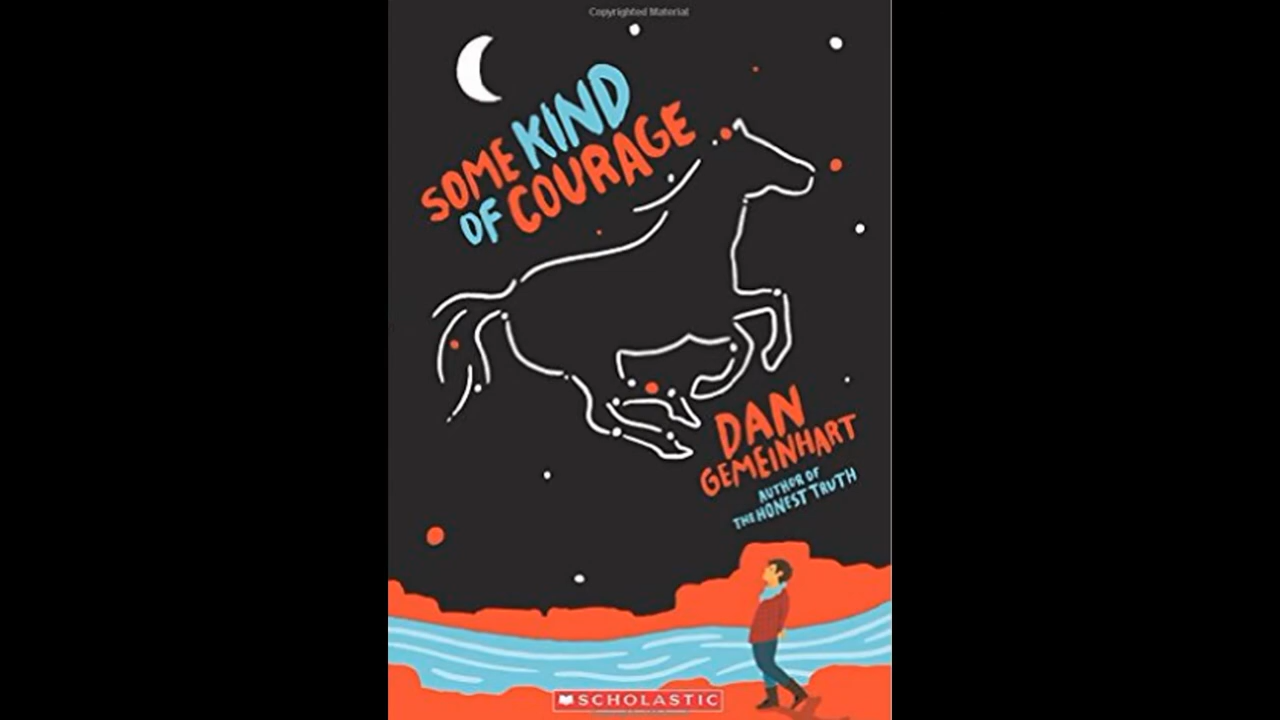 Copyrighted Material
SOME KIND
OF COURAGE
DAN
GEMEINHART
AUTHOR OF
THE HONEST TRUTH
SCHOLASTIC